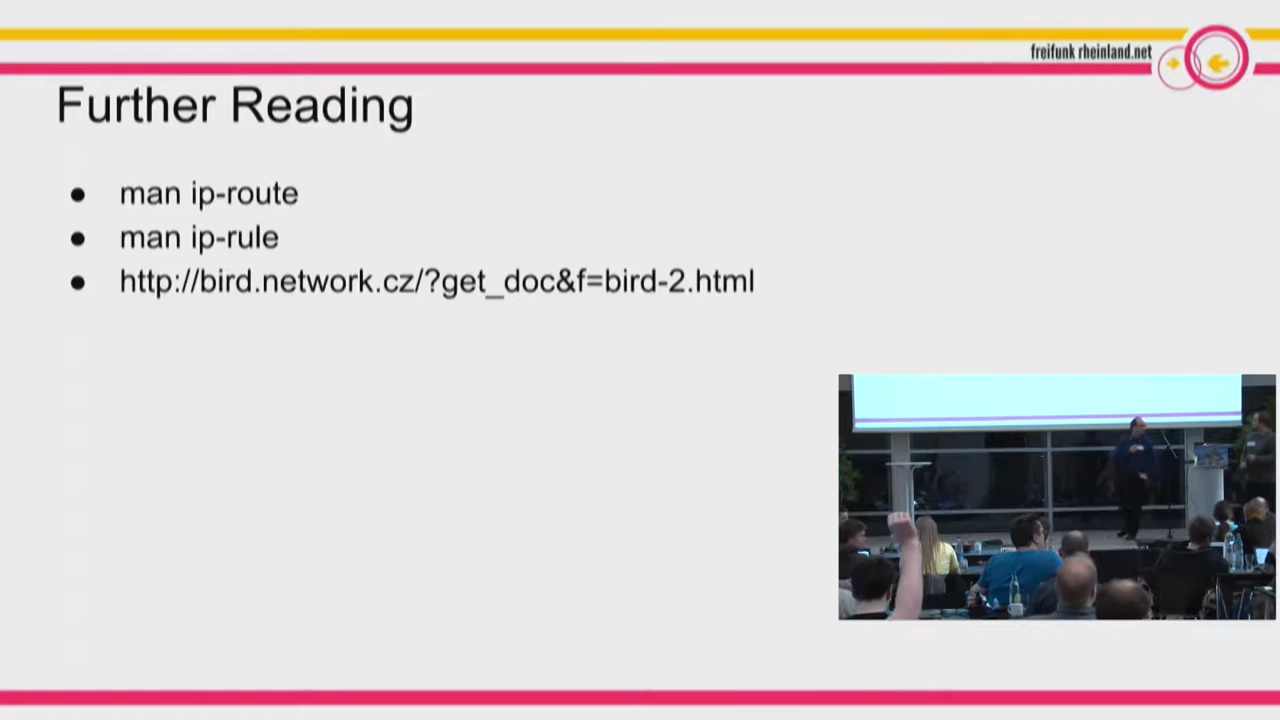 freifunk rheinland.net
Further Reading
● man ip-route
● man ip-rule
● http://bird.network.cz/?get_doc&f=bird-2.html